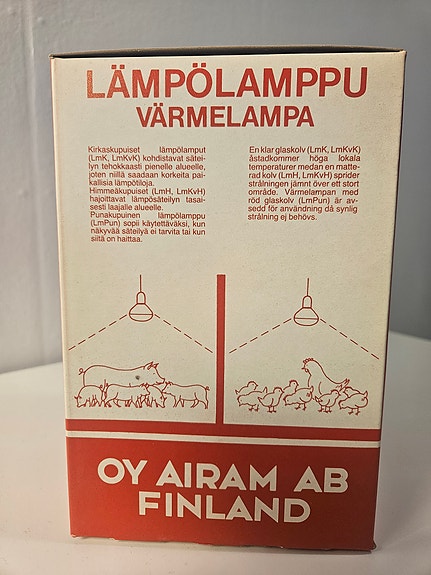 LÄMPÖLAMPPU
VÄRMELAMPA
Kirkaskupuiset lämpölamput
(LmK, LmKvK) kohdistavat sätei-
lyn tehokkaasti pienelle alueelle,
joten niillä saadaan korkeita pai-
kallisia lämpötiloja.
Himmeäkupuiset (LmH, LmKvH)
hajoittavat lämpösäteilyn tasai-
sesti laajalle alueelle.
Punakupuinen lämpölamppu
(LmPun) sopii käytettäväksi, kun
näkyvää säteilyä ei tarvita tai kun
siitä on haittaa.
En klar glaskolv (LmK, LmKvK)
åstadkommer höga lokala
temperaturer medan en matte-
rad kolv (LmH, LmKvH) sprider
strålningen jämnt över ett stort
område. Värmelampan med
röd glaskolv (LmPun) är av-
sedd för användning då synlig
strålning ej behövs.
OY AIRAM AB
FINLAND